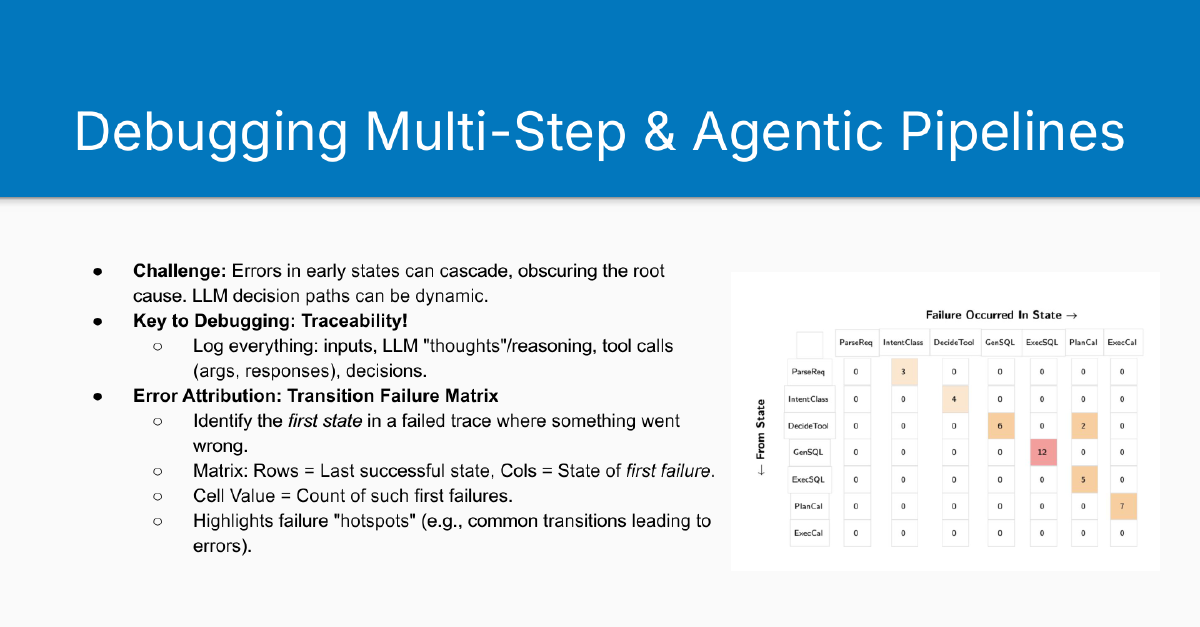 Debugging Multi-Step & Agentic Pipelines
● Challenge: Errors in early states can cascade, obscuring the root
cause. LLM decision paths can be dynamic.
● Key to Debugging: Traceability!
○ Log everything: inputs, LLM "thoughts"/reasoning, tool calls
(args, responses), decisions.
● Error Attribution: Transition Failure Matrix
○ Identify the first state in a failed trace where something went
wrong.
○ Matrix: Rows = Last successful state, Cols = State of first failure.
○ Cell Value = Count of such first failures.
○ Highlights failure "hotspots" (e.g., common transitions leading to
errors).
Failure Occurred In State →
← From State
ParseReq IntentClass DecideTool GenSQL ExecSQL PlanCal ExecCal
ParseReq 0 3 0 0 0 0 0
IntentClass 0 0 4 0 0 0 0
DecideTool 0 0 0 6 0 2 0
GenSQL 0 0 0 0 12 0 0
ExecSQL 0 0 0 0 0 5 0
PlanCal 0 0 0 0 0 0 7
ExecCal 0 0 0 0 0 0 0